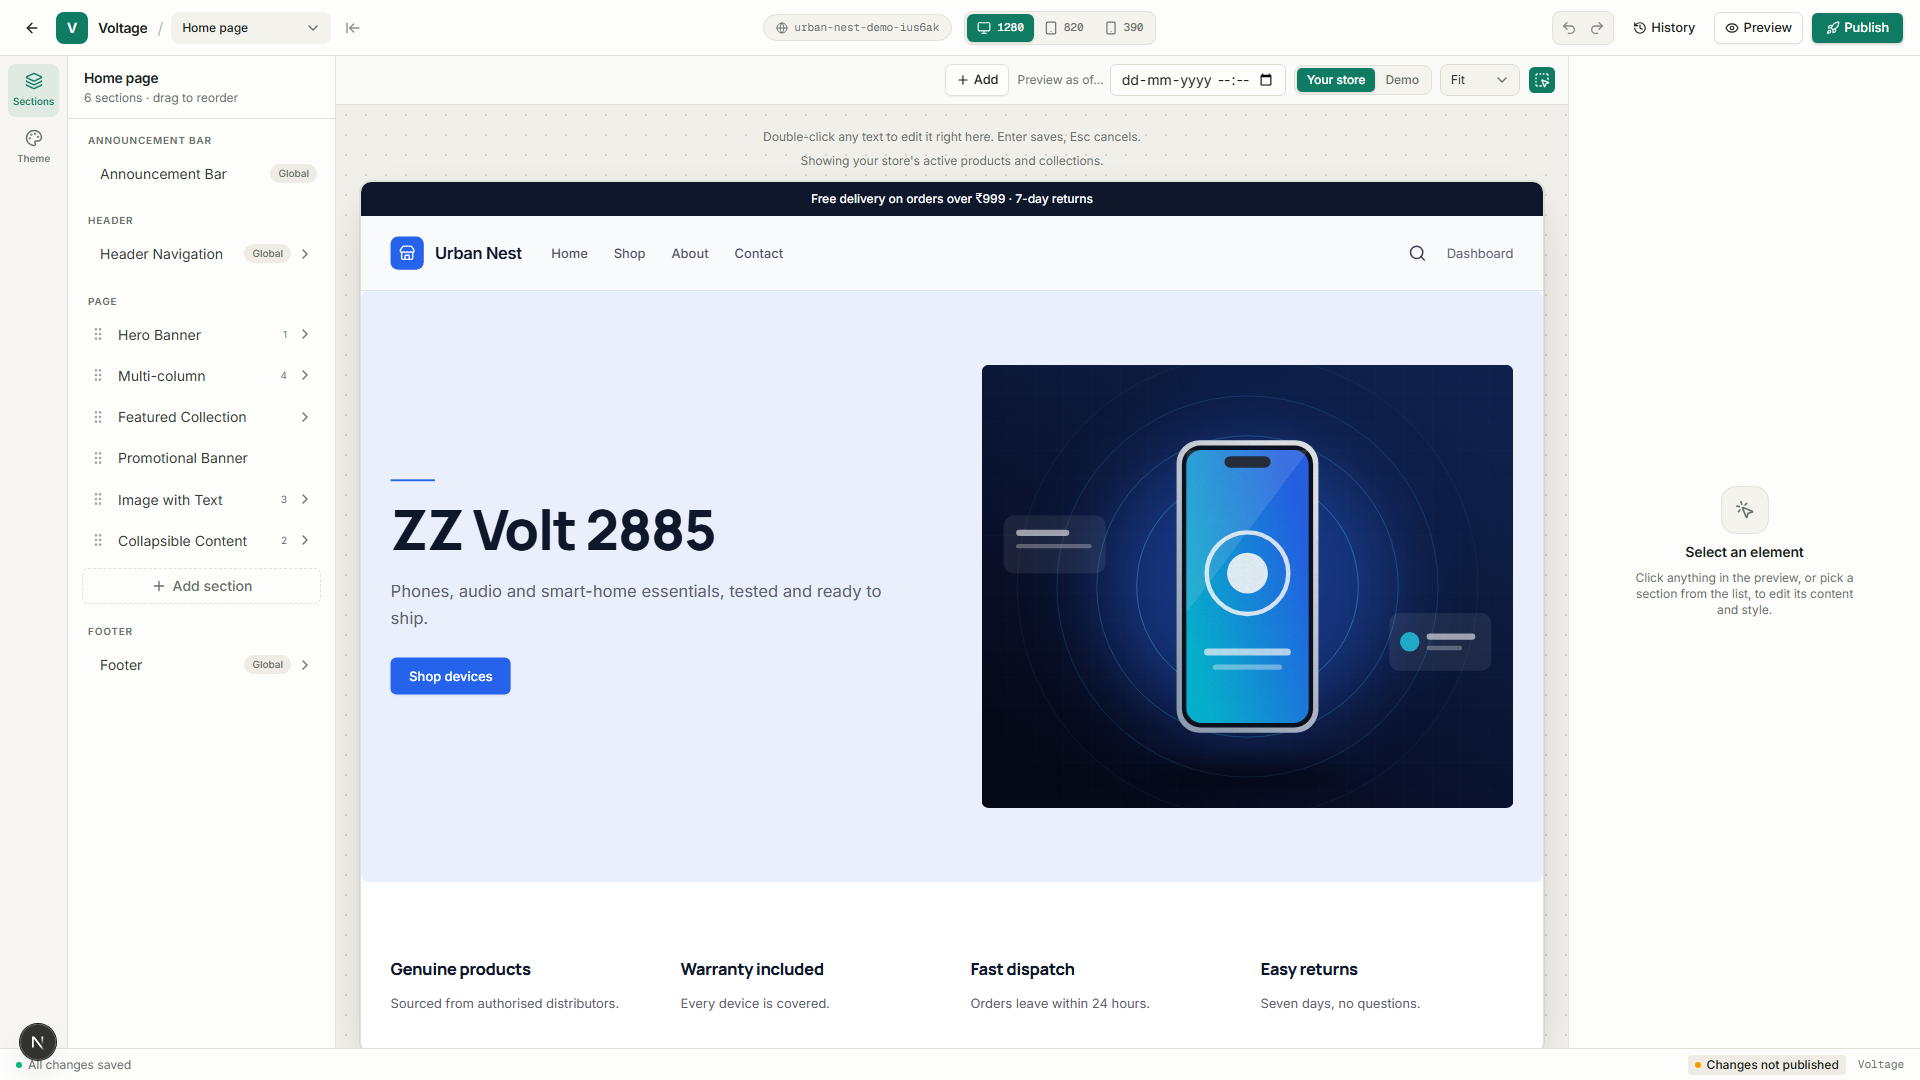 V Voltage / Home page
urban-nest-demo-ius6ak
1280 820 390
History Preview Publish
Sections
Theme
Home page
6 sections · drag to reorder
ANNOUNCEMENT BAR
Announcement Bar Global
HEADER
Header Navigation Global
PAGE
Hero Banner 1
Multi-column 4
Featured Collection
Promotional Banner
Image with Text 3
Collapsible Content 2
+ Add section
FOOTER
Footer Global
+ Add Preview as of... dd-mm-yyyy --:-- Your store Demo Fit
Double-click any text to edit it right here. Enter saves, Esc cancels.
Showing your store's active products and collections.
Free delivery on orders over ₹999 · 7-day returns
Urban Nest Home Shop About Contact Dashboard
ZZ Volt 2885
Phones, audio and smart-home essentials, tested and ready to
ship.
Shop devices
Genuine products
Sourced from authorised distributors.
Warranty included
Every device is covered.
Fast dispatch
Orders leave within 24 hours.
Easy returns
Seven days, no questions.
Select an element
Click anything in the preview, or pick a
section from the list, to edit its content
and style.
N
All changes saved
Changes not published Voltage